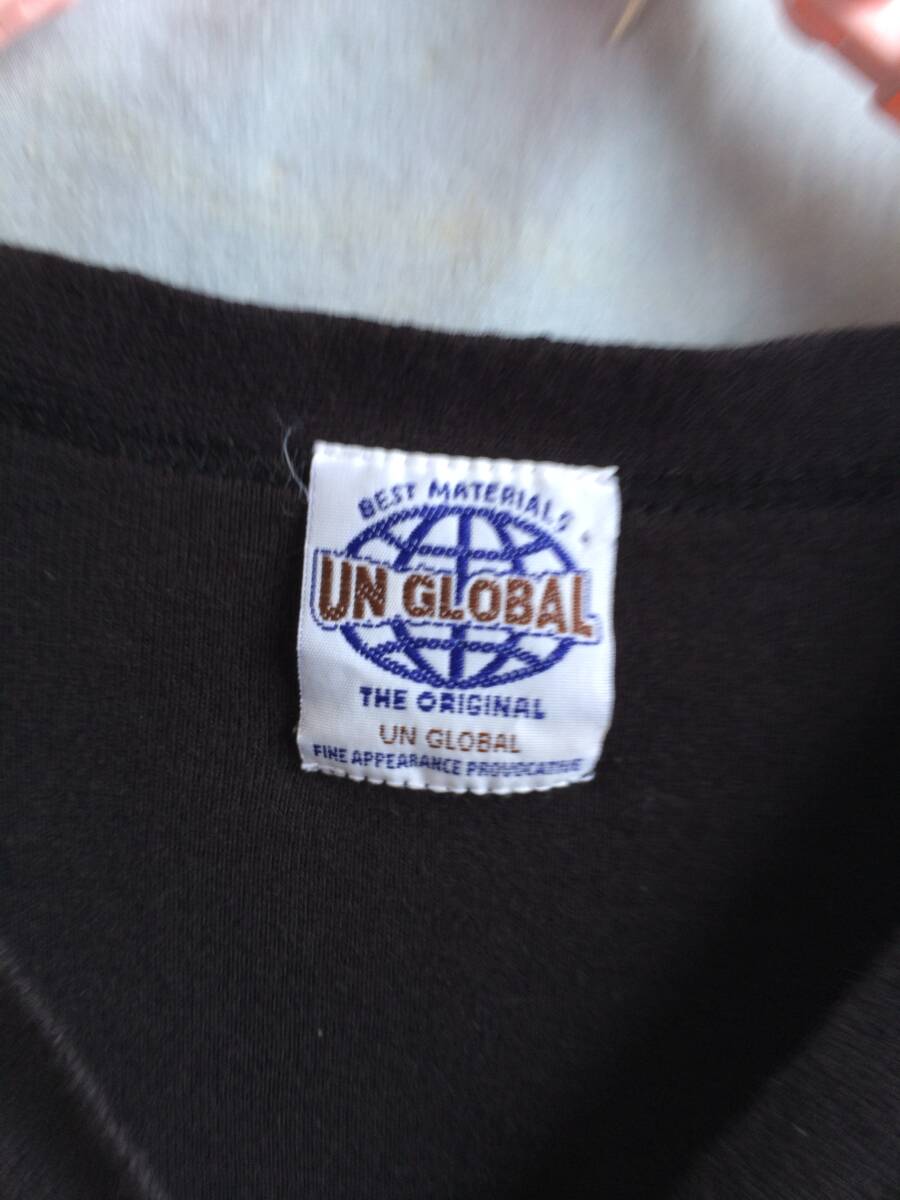 BEST MATERIALS
UN GLOBAL
THE ORIGINAL
UN GLOBAL
FINE APPEARANCE PROVOCATIVE